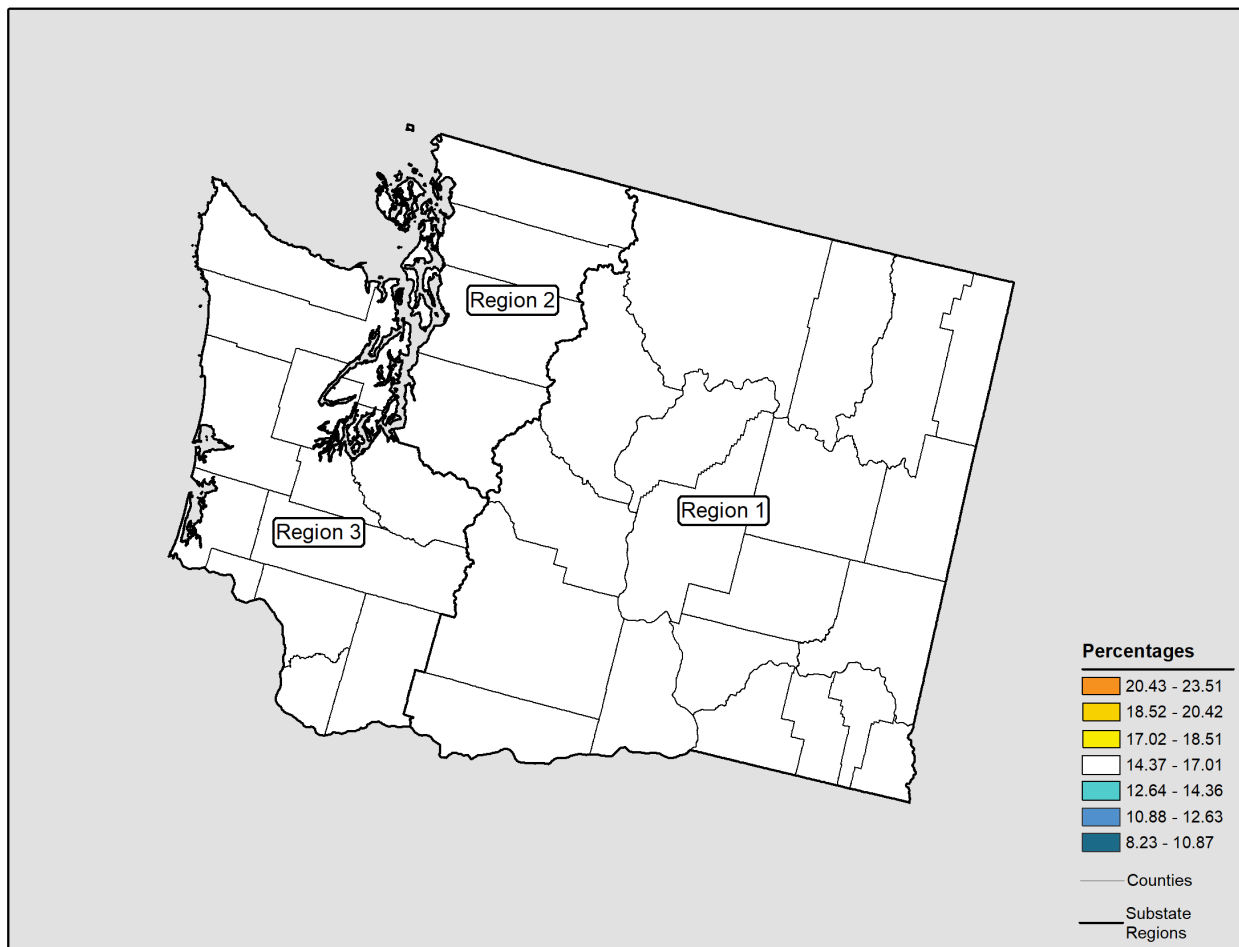 Region 2
Region 1
Region 3
Percentages
20.43 - 23.51
18.52 - 20.42
17.02 - 18.51
14.37 - 17.01
12.64 - 14.36
10.88 - 12.63
8.23 - 10.87
Counties
Substate
Regions